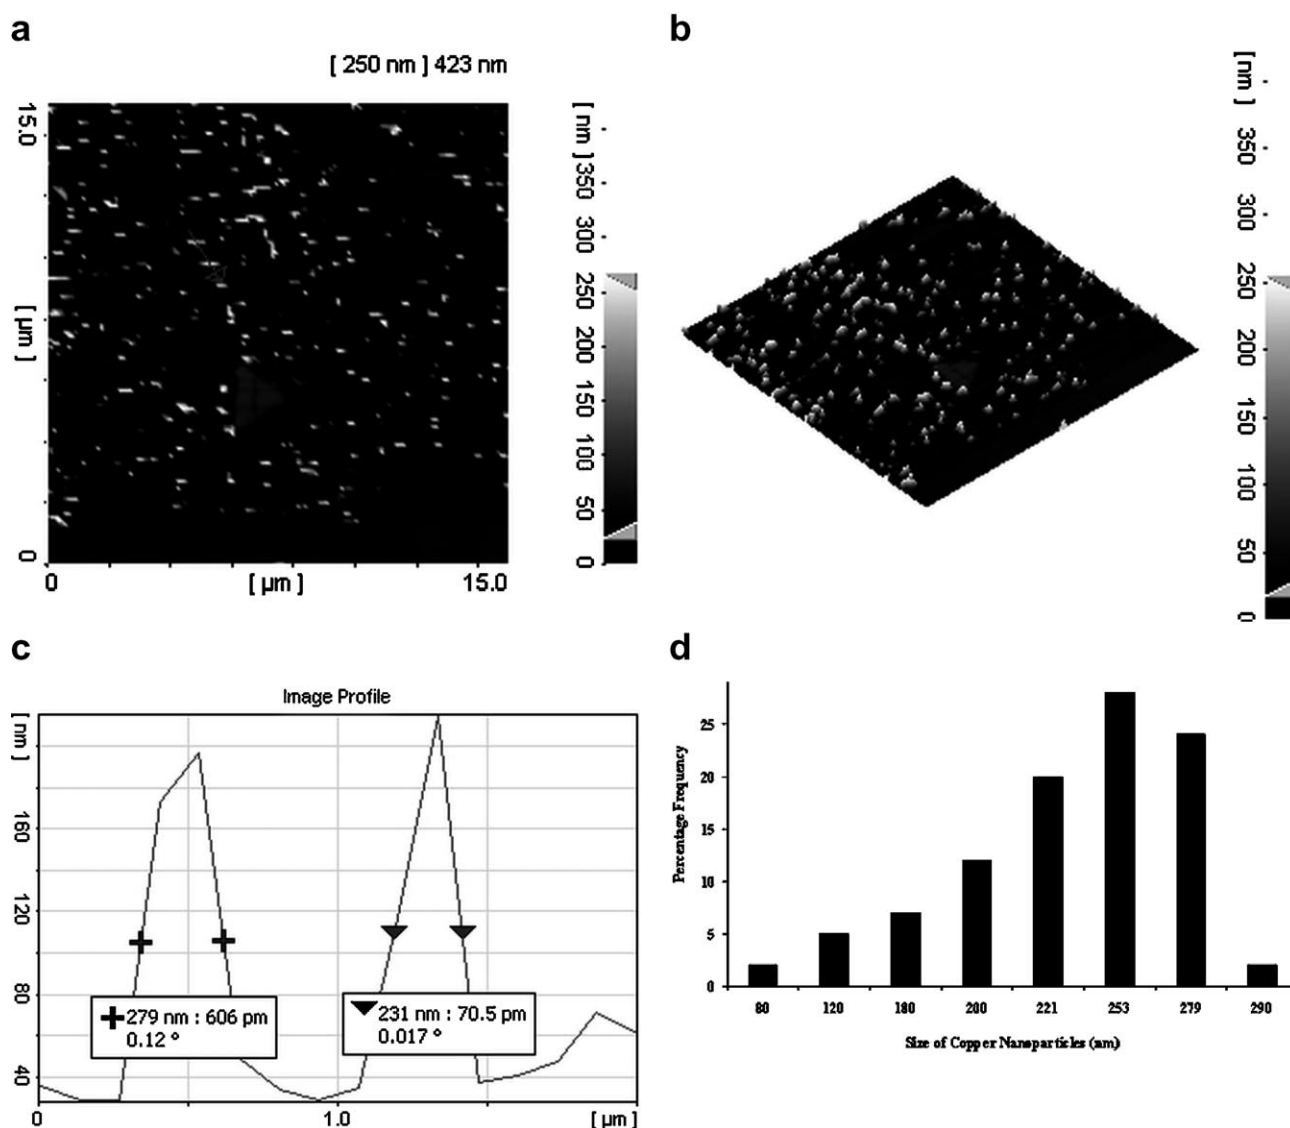 a
[ 250 nm ] 423 nm
15.0
[ µm ]
0
0
[ µm ]
15.0
[ nm ]
350
300
250
200
150
100
50
0
b
[ nm ]
350
300
250
200
150
100
50
0
c
Image Profile
[ nm ]
160
120
80
40
279 nm : 606 pm
0.12 °
231 nm : 70.5 pm
0.017 °
0
1.0
[ µm ]
d
Percentage Frequency
25
20
15
10
5
0
80
120
180
200
221
253
279
290
Size of Copper Nanoparticles (nm)